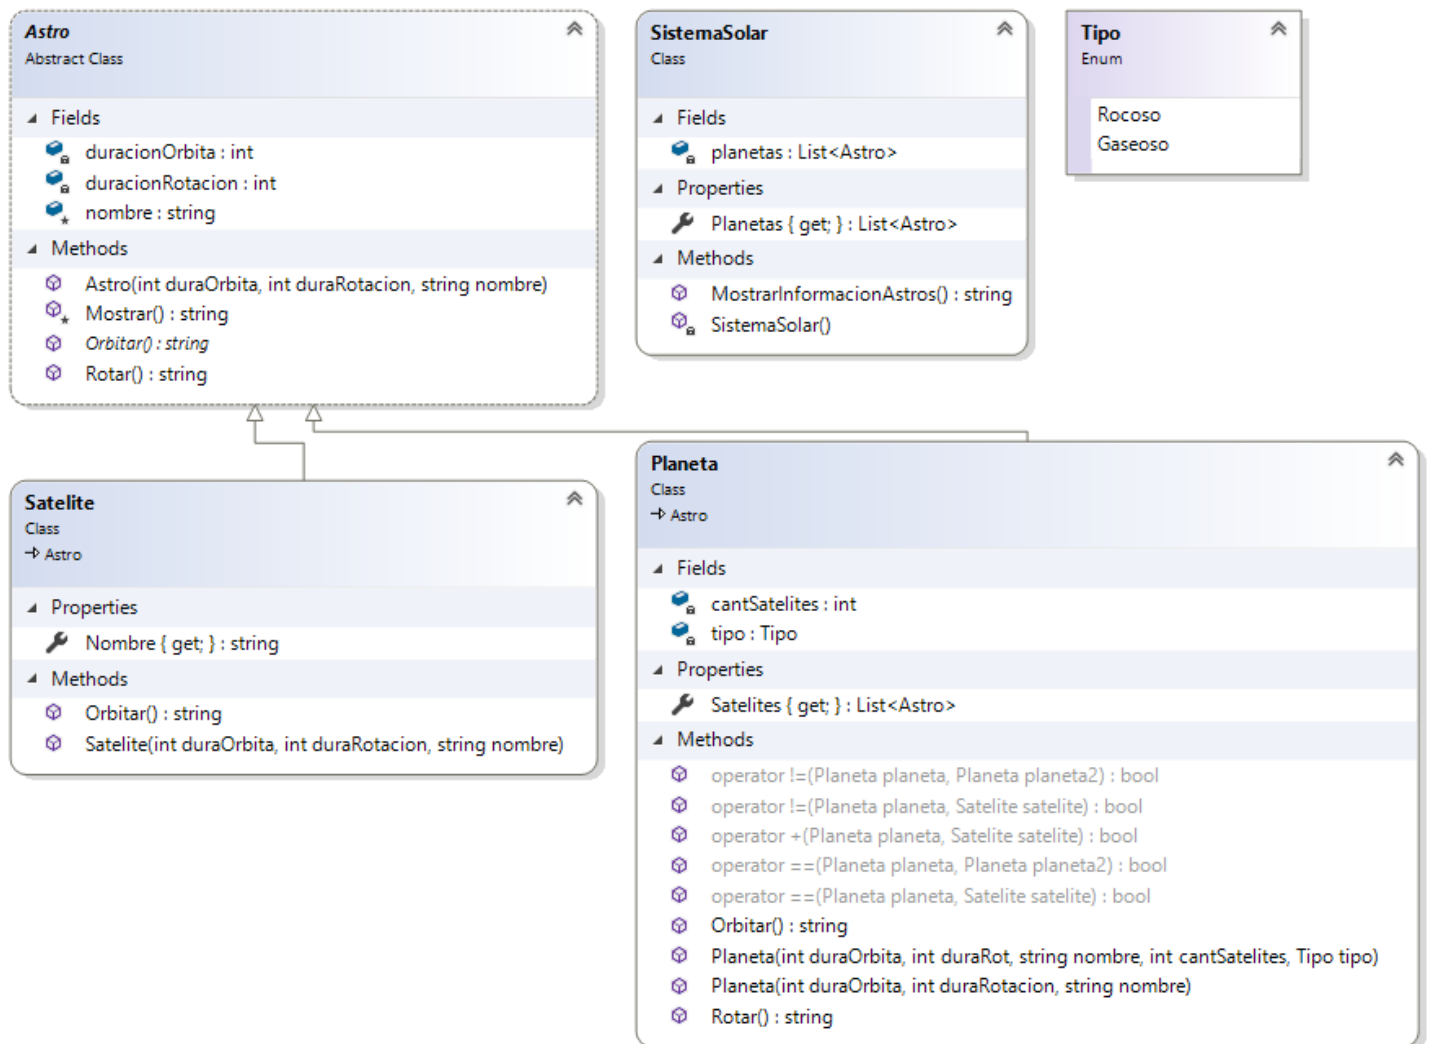 Astro
Abstract Class
Fields
duracionOrbita : int
duracionRotacion : int
nombre : string
Methods
Astro(int duraOrbita, int duraRotacion, string nombre)
Mostrar() : string
Orbitar() : string
Rotar() : string
SistemaSolar
Class
Fields
planetas : List<Astro>
Properties
Planetas { get; } : List<Astro>
Methods
MostrarInformacionAstros() : string
SistemaSolar()
Tipo
Enum
Rocoso
Gaseoso
Satelite
Class
Astro
Properties
Nombre { get; } : string
Methods
Orbitar() : string
Satelite(int duraOrbita, int duraRotacion, string nombre)
Planeta
Class
Astro
Fields
cantSatelites : int
tipo : Tipo
Properties
Satelites { get; } : List<Astro>
Methods
operator !=(Planeta planeta, Planeta planeta2) : bool
operator !=(Planeta planeta, Satelite satelite) : bool
operator +(Planeta planeta, Satelite satelite) : bool
operator ==(Planeta planeta, Planeta planeta2) : bool
operator ==(Planeta planeta, Satelite satelite) : bool
Orbitar() : string
Planeta(int duraOrbita, int duraRot, string nombre, int cantSatelites, Tipo tipo)
Planeta(int duraOrbita, int duraRotacion, string nombre)
Rotar() : string